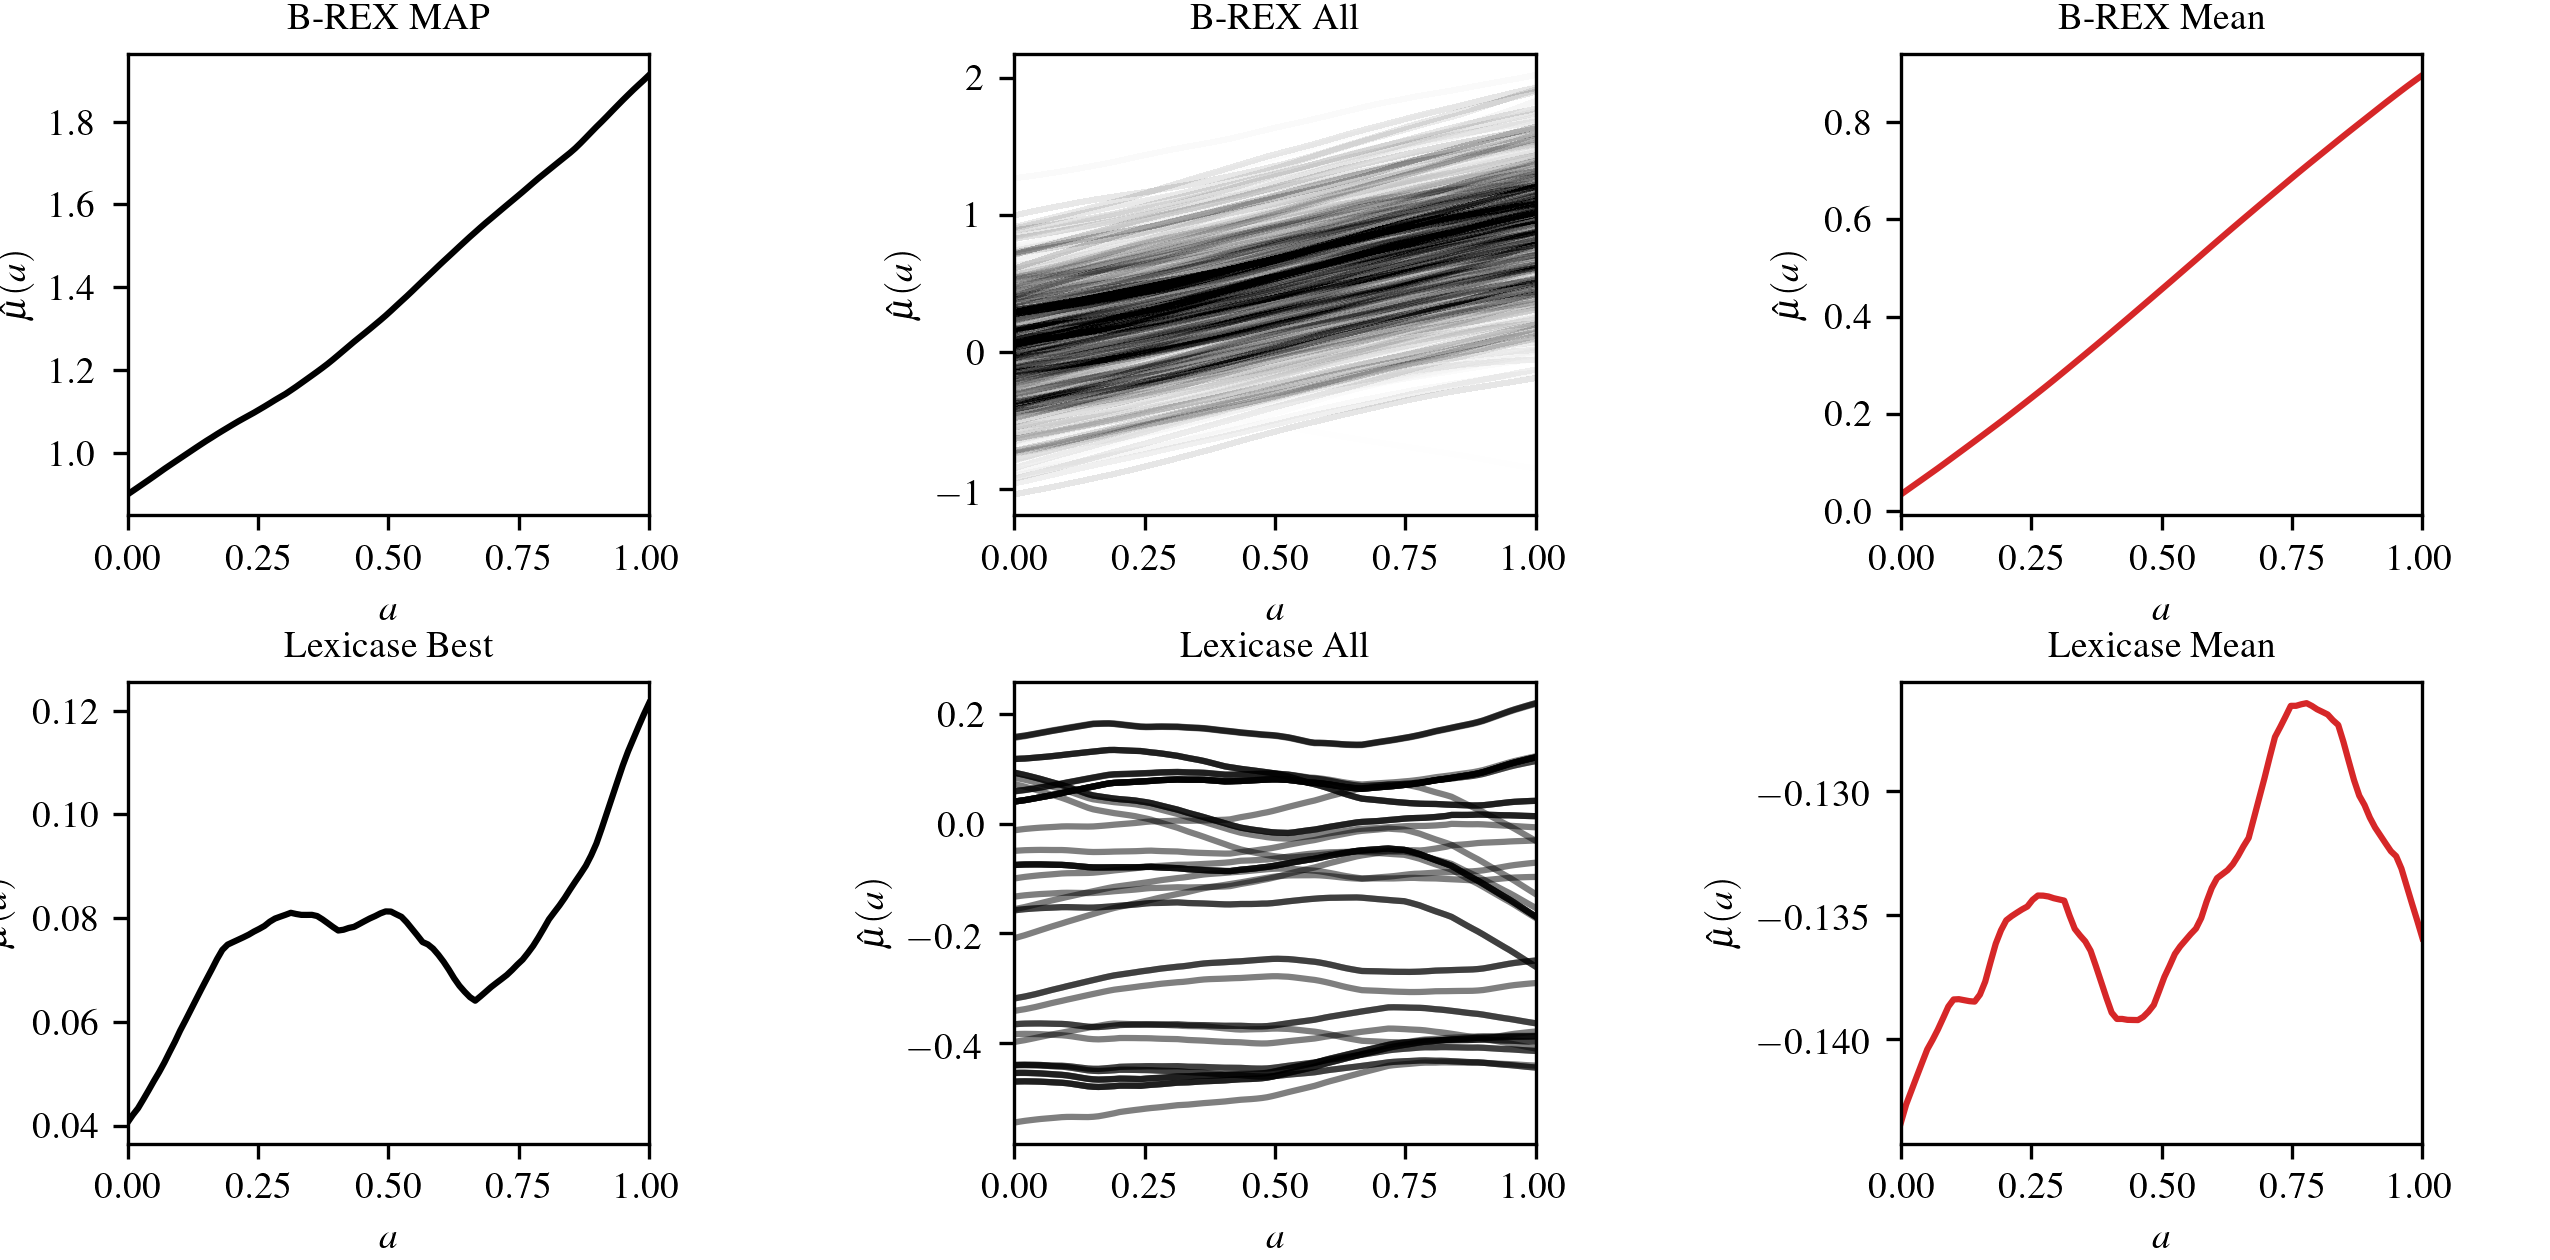 B-REX MAP
B-REX All
B-REX Mean
1.8
1.6
1.4
1.2
1.0
μ̂(a)
0.00 0.25 0.50 0.75 1.00
a
2
1
0
−1
μ̂(a)
0.00 0.25 0.50 0.75 1.00
a
0.8
0.6
0.4
0.2
0.0
μ̂(a)
0.00 0.25 0.50 0.75 1.00
a
Lexicase Best
Lexicase All
Lexicase Mean
0.12
0.10
0.08
0.06
0.04
0.00 0.25 0.50 0.75 1.00
a
0.2
0.0
−0.2
−0.4
μ̂(a)
0.00 0.25 0.50 0.75 1.00
a
−0.130
−0.135
−0.140
μ̂(a)
0.00 0.25 0.50 0.75 1.00
a